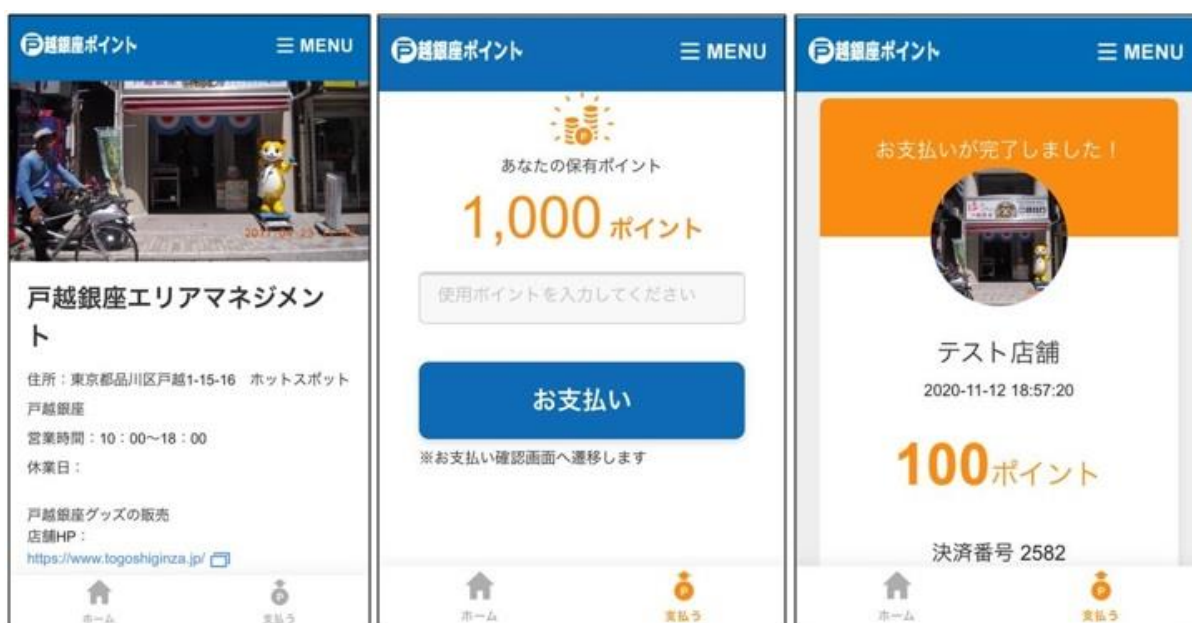 戸越銀座ポイント
MENU
2017.04.23
戸越銀座エリアマネジメン
ト
住所：東京都品川区戸越1-15-16　ホットスポット
戸越銀座
営業時間：10：00〜18：00
休業日：
戸越銀座グッズの販売
店舗HP：
https://www.togoshiginza.jp/
ホーム
支払う
戸越銀座ポイント
MENU
あなたの保有ポイント
1,000 ポイント
使用ポイントを入力してください
お支払い
※お支払い確認画面へ遷移します
ホーム
支払う
戸越銀座ポイント
MENU
お支払いが完了しました！
テスト店舗
2020-11-12 18:57:20
100ポイント
決済番号 2582
ホーム
支払う